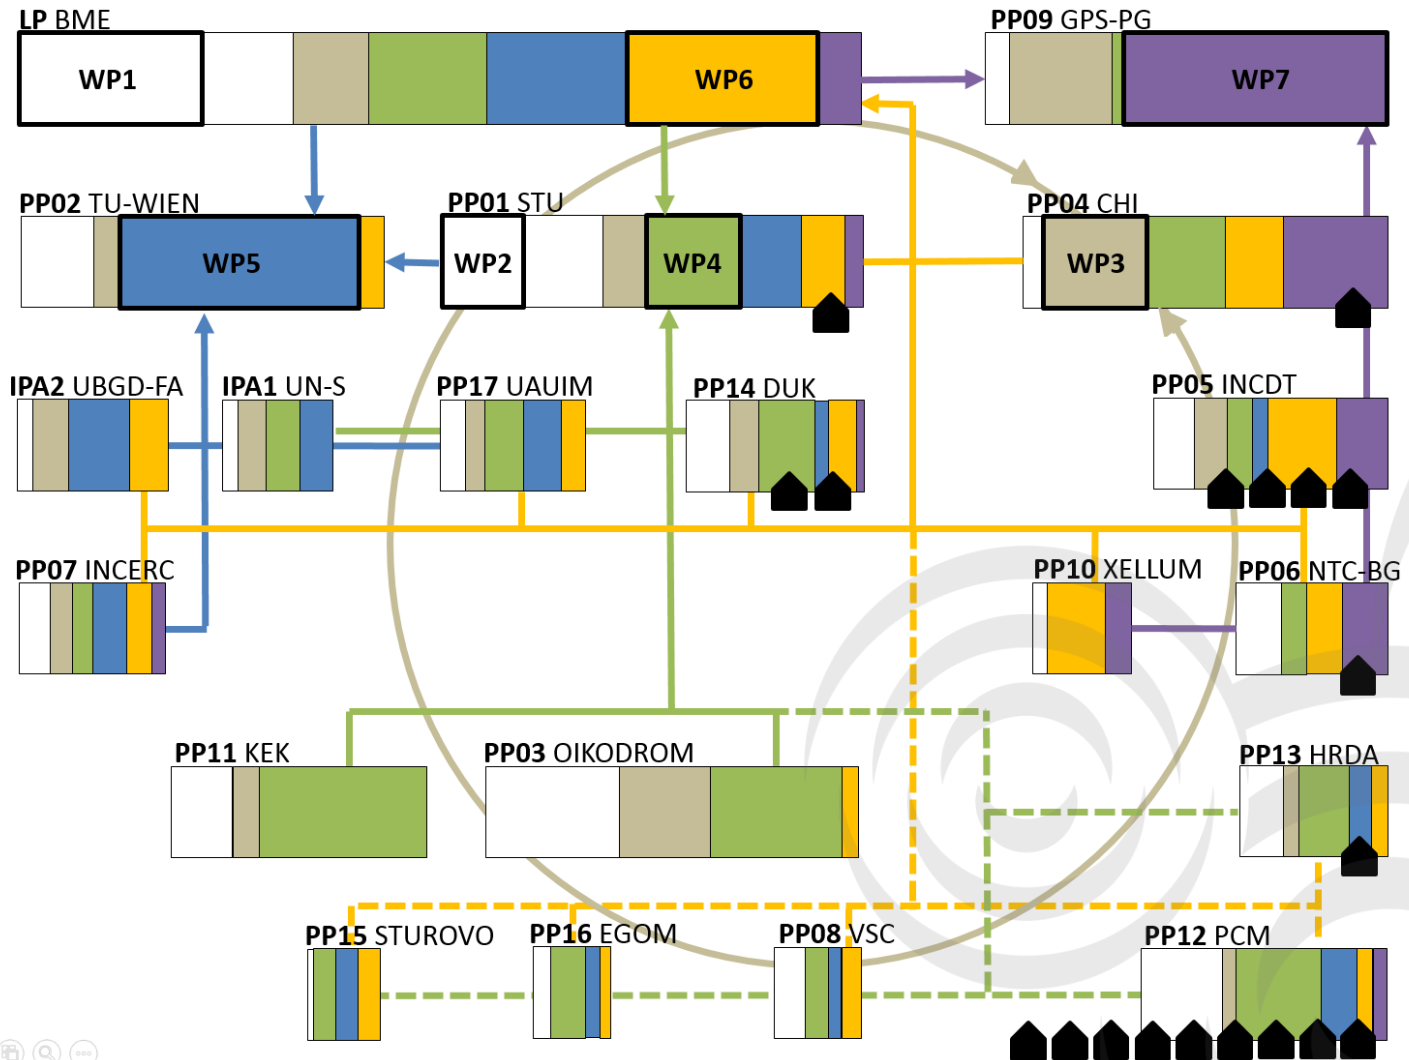 LP BME
PP09 GPS-PG
WP1
WP6
WP7
PP02 TU-WIEN
PP01 STU
PP04 CHI
WP5
WP2
WP4
WP3
IPA2 UBGD-FA
IPA1 UN-S
PP17 UAUIM
PP14 DUK
PP05 INCDT
PP07 INCERC
PP10 XELLUM
PP06 NTC-BG
PP11 KEK
PP03 OIKODROM
PP13 HRDA
PP15 STUROVO
PP16 EGOM
PP08 VSC
PP12 PCM